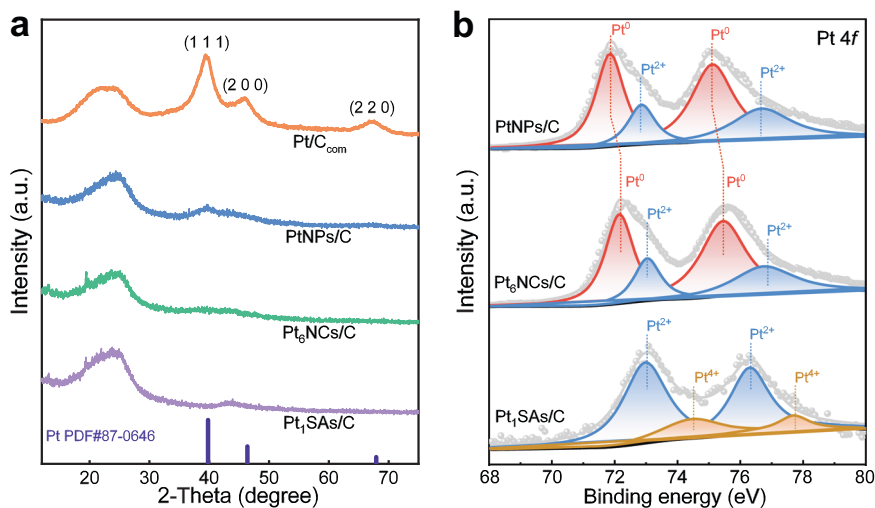 a
(1 1 1)
(2 0 0)
(2 2 0)
Pt/Ccom
PtNPs/C
Pt6NCs/C
Pt1SAs/C
Pt PDF#87-0646
Intensity (a.u.)
20 30 40 50 60 70
2-Theta (degree)
b
Pt 4f
Pt0 Pt2+ Pt0 Pt2+
PtNPs/C
Pt0 Pt2+ Pt0 Pt2+
Pt6NCs/C
Pt2+ Pt4+ Pt2+ Pt4+
Pt1SAs/C
Intensity (a.u.)
68 70 72 74 76 78 80
Binding energy (eV)